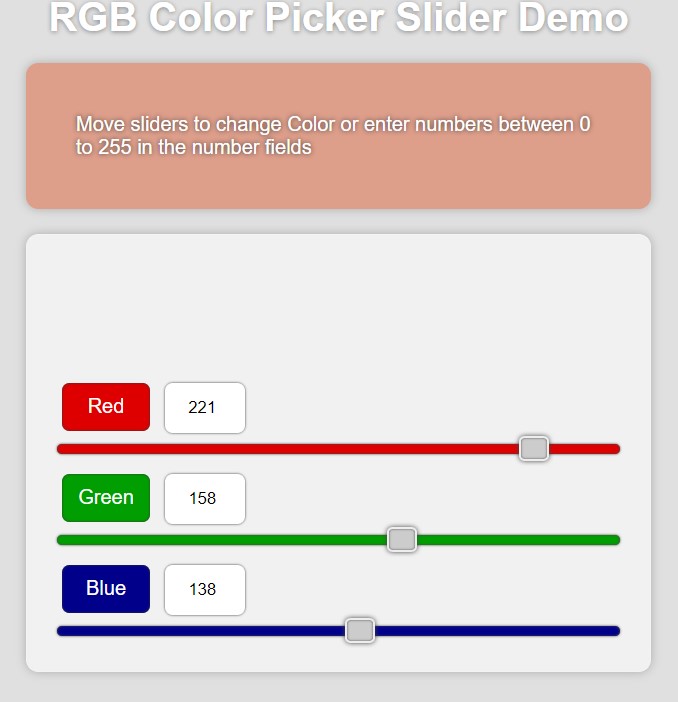 RGB Color Picker Slider Demo
Move sliders to change Color or enter numbers between 0
to 255 in the number fields
Red 221
Green 158
Blue 138